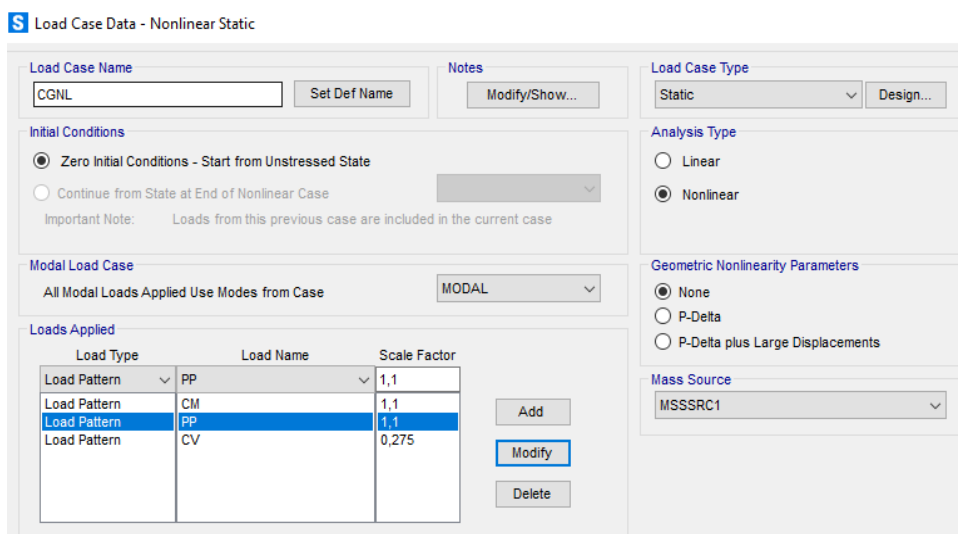 S Load Case Data - Nonlinear Static
Load Case Name
CGNL
Set Def Name
Notes
Modify/Show...
Load Case Type
Static
Design...
Initial Conditions
Zero Initial Conditions - Start from Unstressed State
Continue from State at End of Nonlinear Case
Important Note: Loads from this previous case are included in the current case
Analysis Type
Linear
Nonlinear
Modal Load Case
All Modal Loads Applied Use Modes from Case
MODAL
Geometric Nonlinearity Parameters
None
P-Delta
P-Delta plus Large Displacements
Loads Applied
Load Type Load Name Scale Factor
Load Pattern PP 1,1
Load Pattern CM 1,1
Load Pattern PP 1,1
Load Pattern CV 0,275
Add
Modify
Delete
Mass Source
MSSSRC1